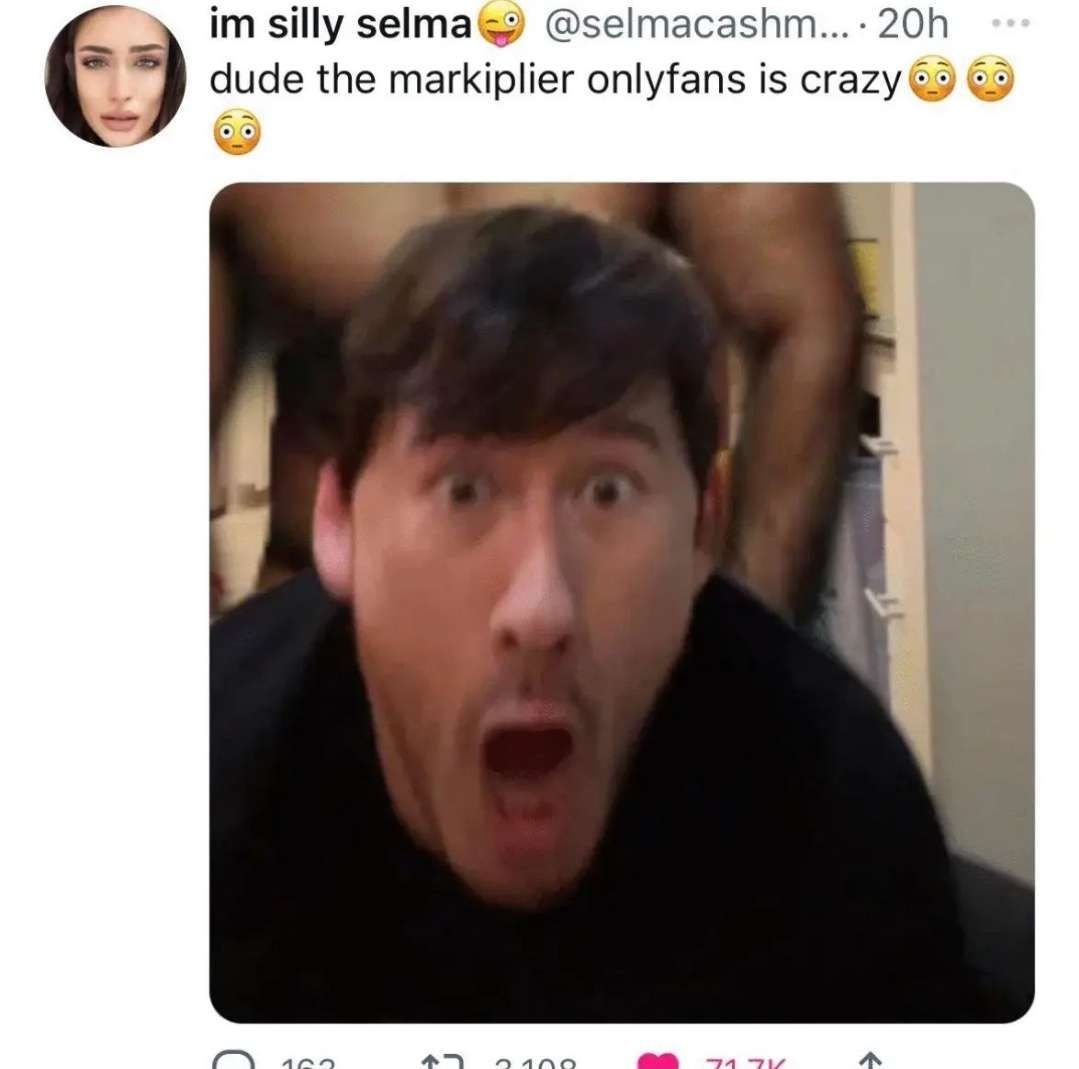 im silly selma😜 @selmacashm... · 20h
dude the markiplier onlyfans is crazy😳😳
😳